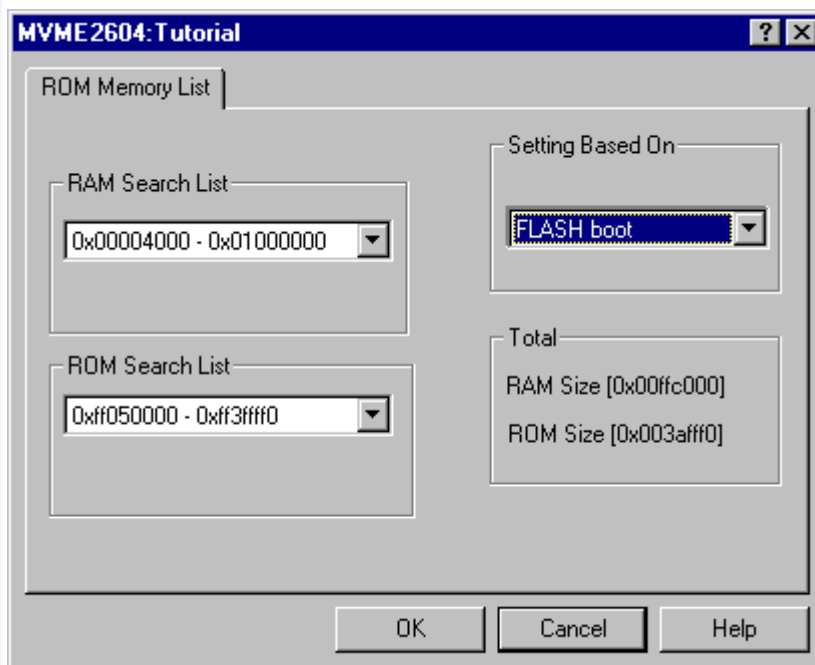 MVME2604:Tutorial
ROM Memory List
RAM Search List
0x00004000 - 0x01000000
ROM Search List
0xff050000 - 0xff3ffff0
Setting Based On
FLASH boot
Total
RAM Size [0x00ffc000]
ROM Size [0x003afff0]
OK
Cancel
Help